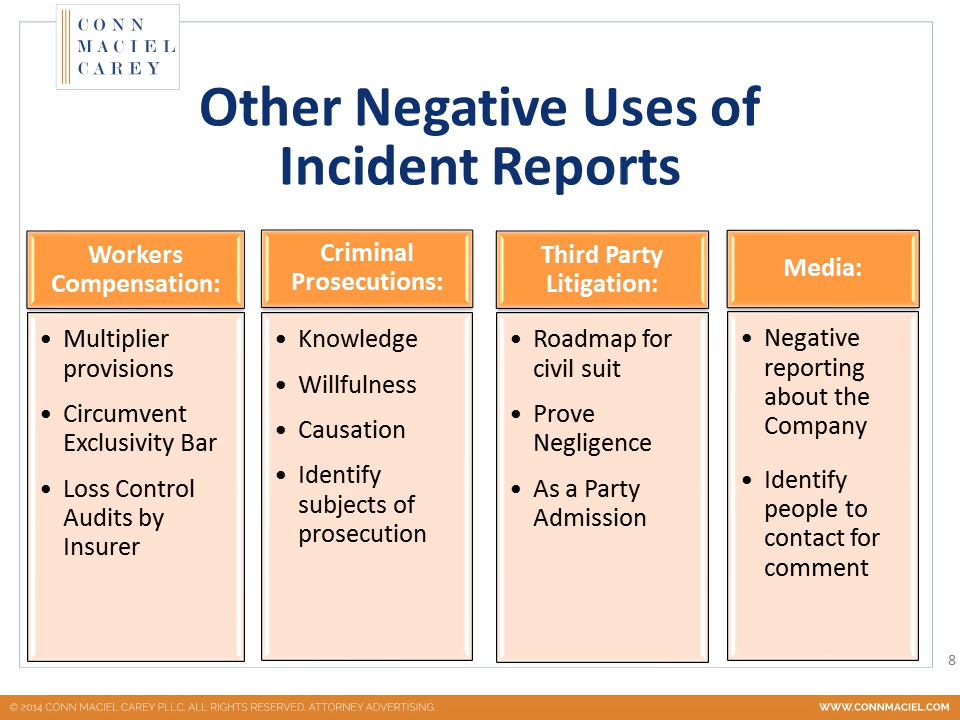 CONN
MACIEL
CAREY
Other Negative Uses of
Incident Reports
Workers
Compensation:
• Multiplier
provisions
• Circumvent
Exclusivity Bar
• Loss Control
Audits by
Insurer
Criminal
Prosecutions:
• Knowledge
• Willfulness
• Causation
• Identify
subjects of
prosecution
Third Party
Litigation:
• Roadmap for
civil suit
• Prove
Negligence
• As a Party
Admission
Media:
• Negative
reporting
about the
Company
• Identify
people to
contact for
comment
8
© 2014 CONN MACIEL CAREY PLLC. ALL RIGHTS RESERVED. ATTORNEY ADVERTISING.
WWW.CONNMACIEL.COM